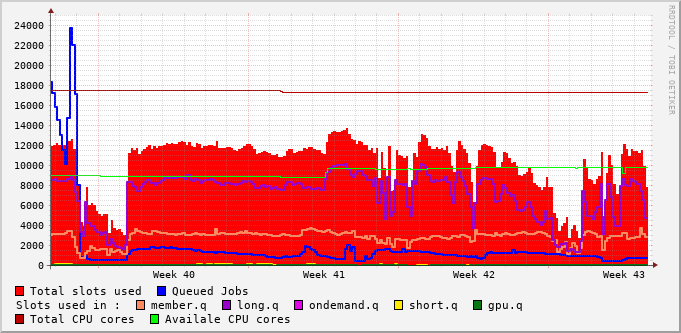 RRDTOOL / TOBI OETIKER
24000
22000
20000
18000
16000
14000
12000
10000
8000
6000
4000
2000
0
Week 40 Week 41 Week 42 Week 43
Total slots used Queued Jobs
Slots used in : member.q long.q ondemand.q short.q gpu.q
Total CPU cores Availale CPU cores